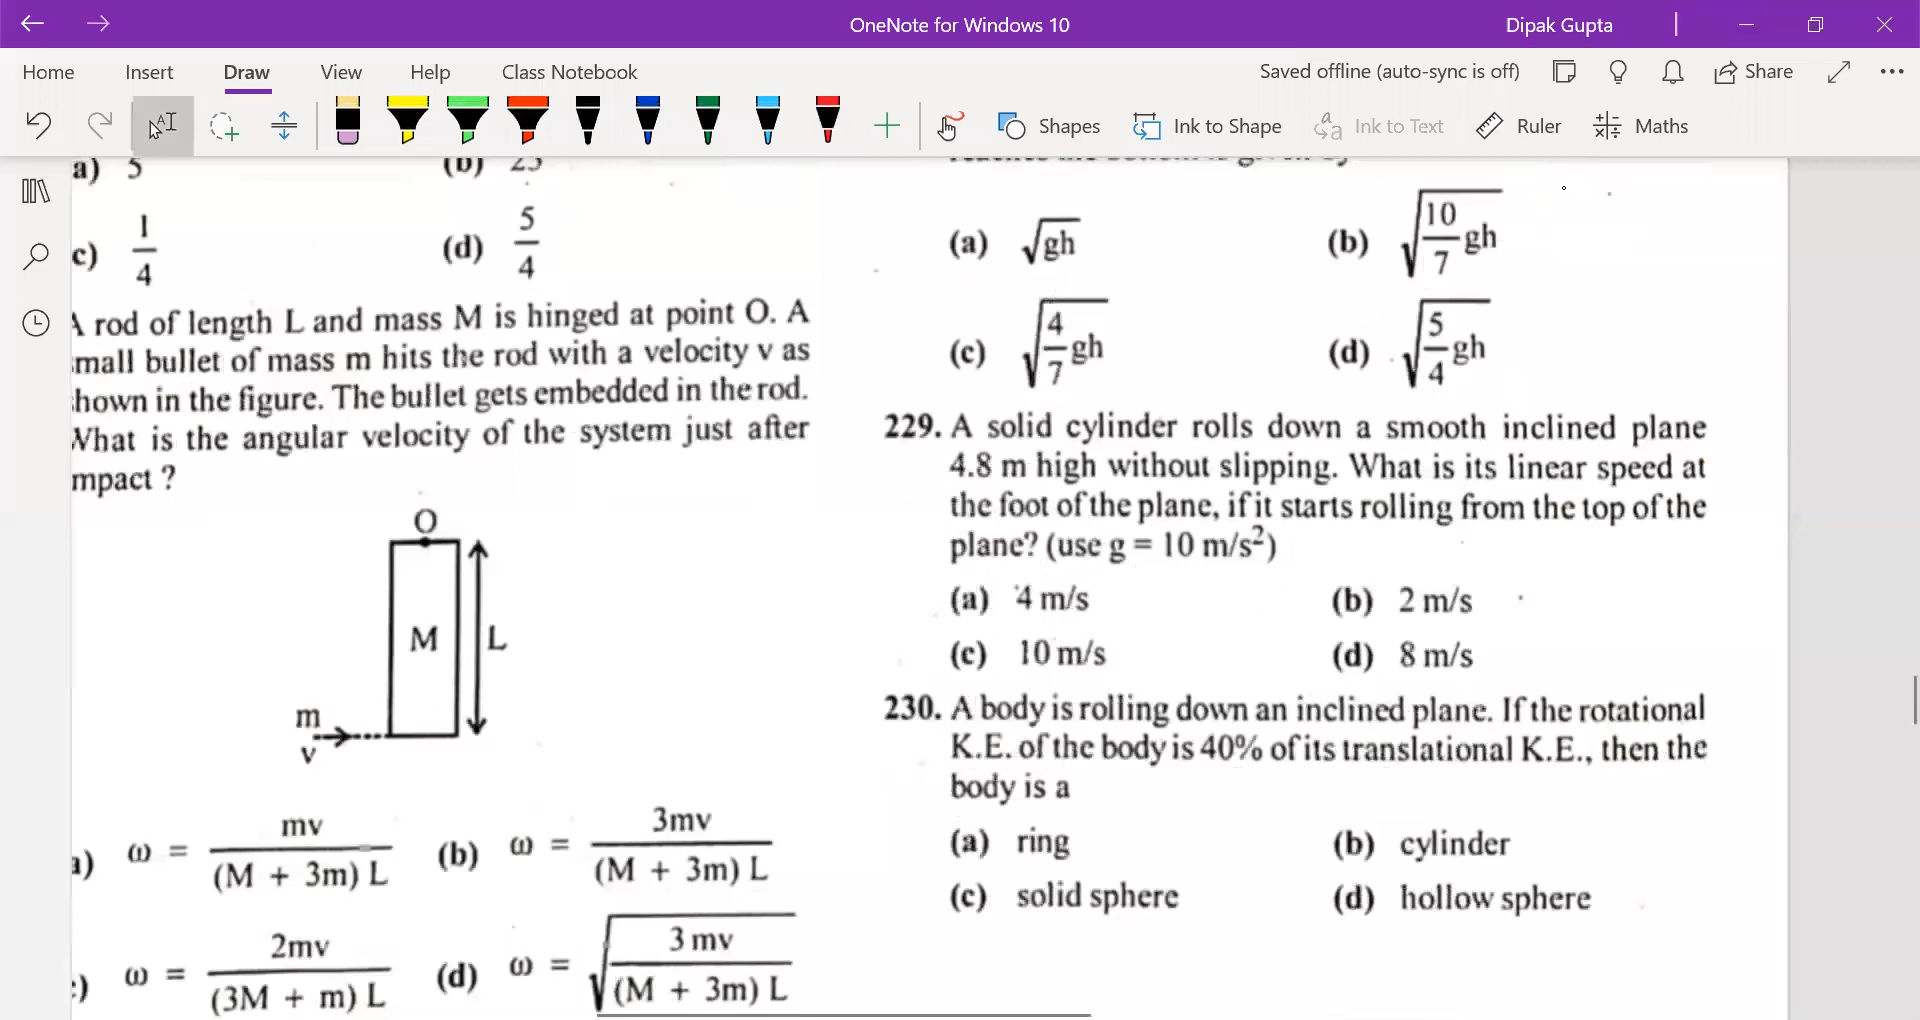 OneNote for Windows 10
Dipak Gupta
Home Insert Draw View Help Class Notebook
Saved offline (auto-sync is off) Share
Shapes Ink to Shape Ink to Text Ruler Maths
a) 5 (b) 25
c) 1/4 (d) 5/4
A rod of length L and mass M is hinged at point O. A
mall bullet of mass m hits the rod with a velocity v as
hown in the figure. The bullet gets embedded in the rod.
What is the angular velocity of the system just after
mpact ?
O
M L
m
v
a) ω = mv / (M + 3m) L (b) ω = 3mv / (M + 3m) L
c) ω = 2mv / (3M + m) L (d) ω = √(3 mv / (M + 3m) L)
(a) √gh (b) √(10/7 gh)
(c) √(4/7 gh) (d) √(5/4 gh)
229. A solid cylinder rolls down a smooth inclined plane
4.8 m high without slipping. What is its linear speed at
the foot of the plane, if it starts rolling from the top of the
plane? (use g = 10 m/s²)
(a) 4 m/s (b) 2 m/s
(c) 10 m/s (d) 8 m/s
230. A body is rolling down an inclined plane. If the rotational
K.E. of the body is 40% of its translational K.E., then the
body is a
(a) ring (b) cylinder
(c) solid sphere (d) hollow sphere